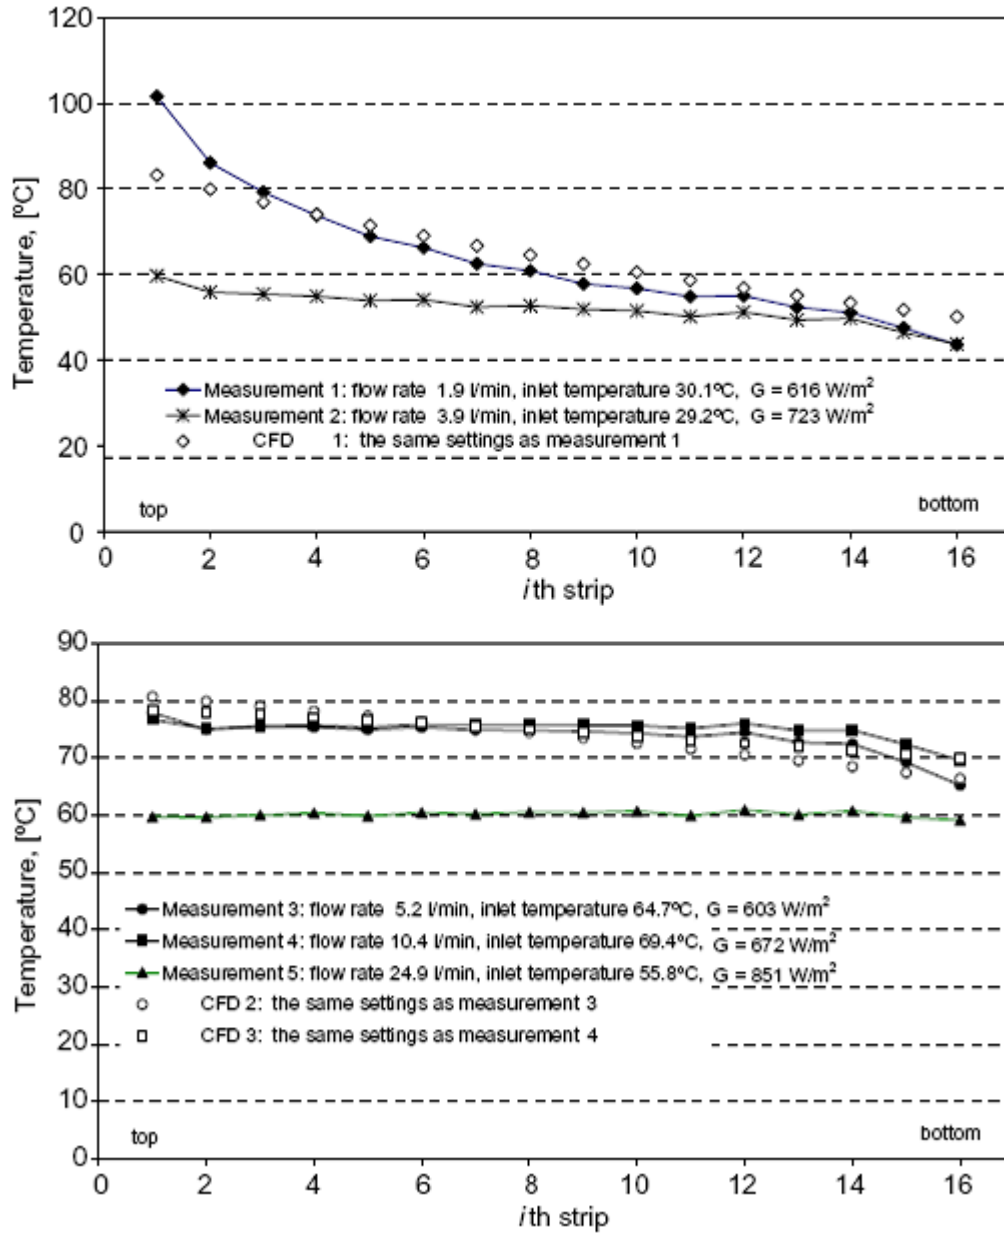 120
100
80
60
40
20
0
Temperature, [ºC]
Measurement 1: flow rate 1.9 l/min, inlet temperature 30.1ºC, G = 616 W/m²
Measurement 2: flow rate 3.9 l/min, inlet temperature 29.2ºC, G = 723 W/m²
CFD 1: the same settings as measurement 1
top
bottom
0 2 4 6 8 10 12 14 16
ith strip
90
80
70
60
50
40
30
20
10
0
Temperature, [ºC]
Measurement 3: flow rate 5.2 l/min, inlet temperature 64.7ºC, G = 603 W/m²
Measurement 4: flow rate 10.4 l/min, inlet temperature 69.4ºC, G = 672 W/m²
Measurement 5: flow rate 24.9 l/min, inlet temperature 55.8ºC, G = 851 W/m²
CFD 2: the same settings as measurement 3
CFD 3: the same settings as measurement 4
top
bottom
0 2 4 6 8 10 12 14 16
ith strip